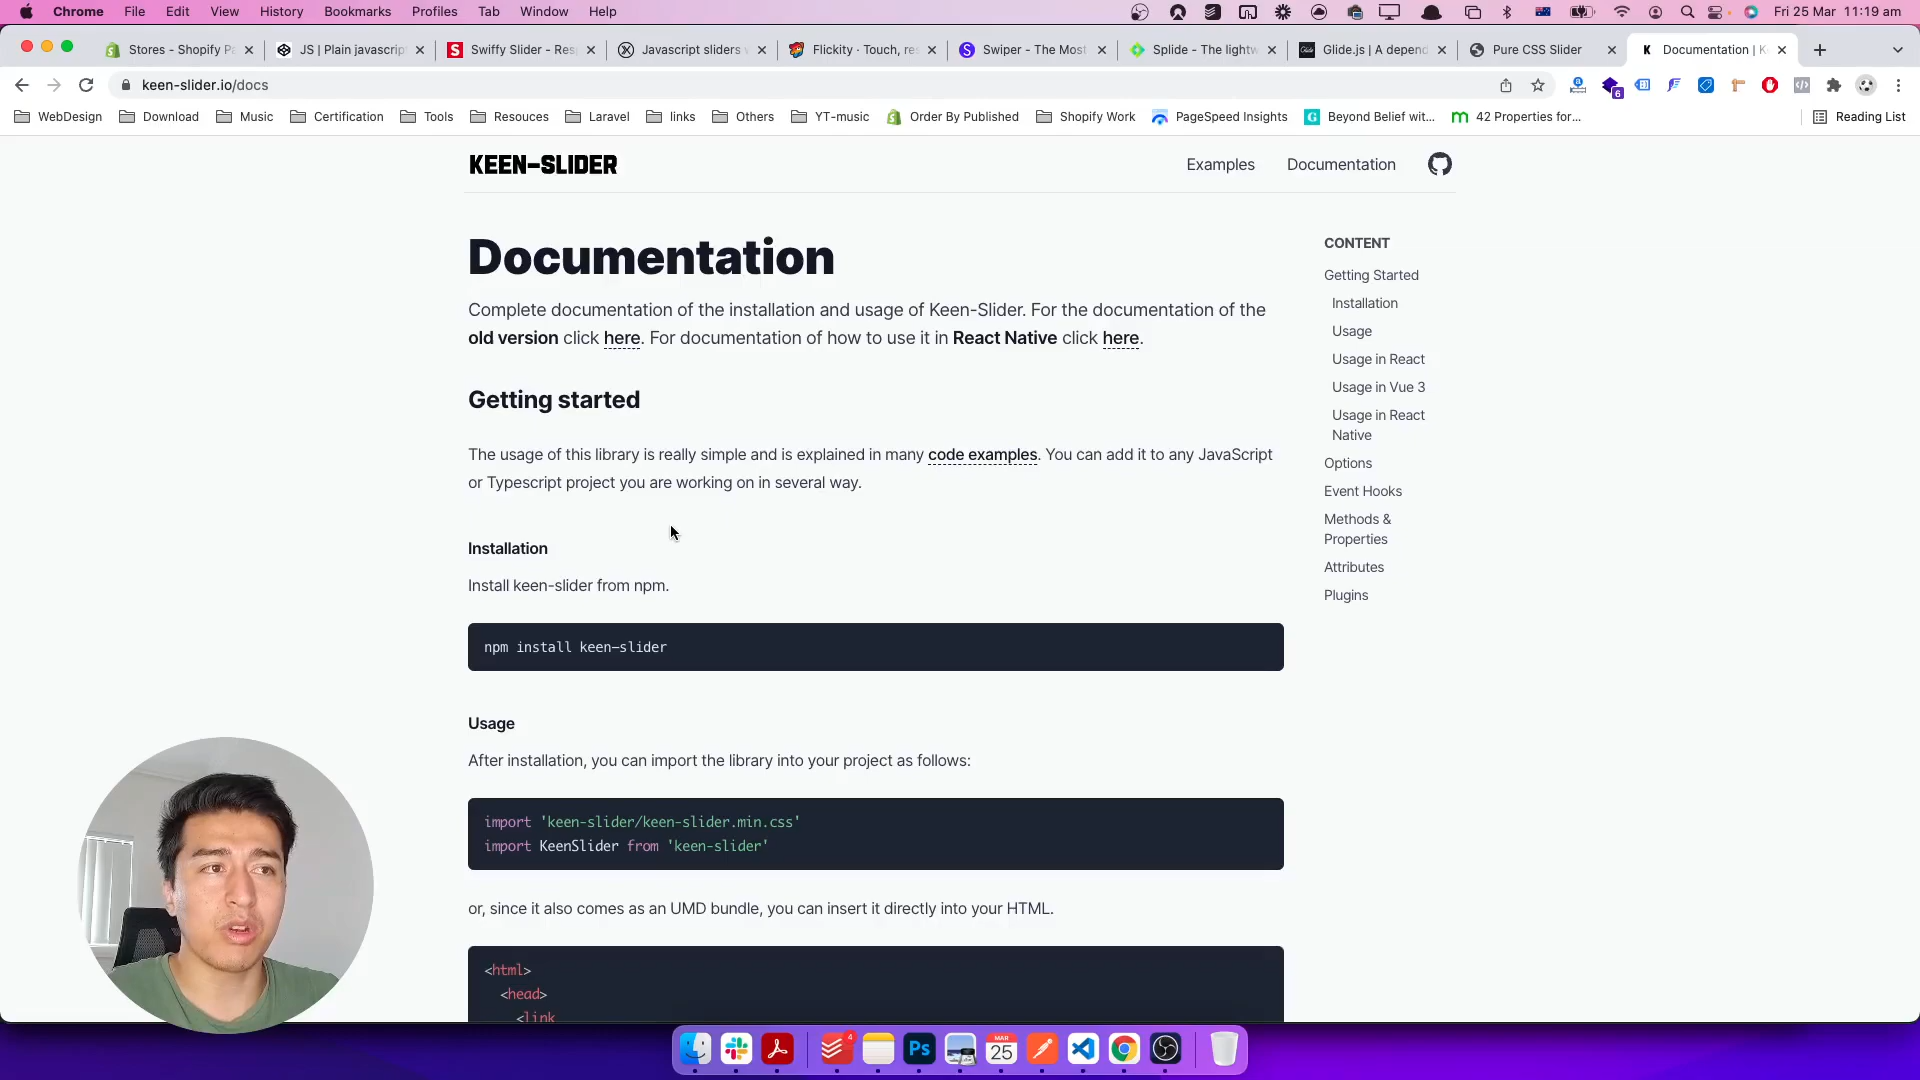 Chrome File Edit View History Bookmarks Profiles Tab Window Help Fri 25 Mar 11:19 am
Stores - Shopify Pa
JS | Plain javascrip
Swiffy Slider - Res
Javascript sliders
Flickity · Touch, res
Swiper - The Most
Splide - The lightw
Glide.js | A depend
Pure CSS Slider
Documentation | K
keen-slider.io/docs
6
WebDesign Download Music Certification Tools Resouces Laravel links Others YT-music Order By Published Shopify Work PageSpeed Insights Beyond Belief wit... 42 Properties for... Reading List
KEEN-SLIDER
Examples Documentation
Documentation
Complete documentation of the installation and usage of Keen-Slider. For the documentation of the
old version click here. For documentation of how to use it in React Native click here.
Getting started
The usage of this library is really simple and is explained in many code examples. You can add it to any JavaScript
or Typescript project you are working on in several way.
Installation
Install keen-slider from npm.
npm install keen-slider
Usage
After installation, you can import the library into your project as follows:
import 'keen-slider/keen-slider.min.css'
import KeenSlider from 'keen-slider'
or, since it also comes as an UMD bundle, you can insert it directly into your HTML.
<html>
<head>
<link
CONTENT
Getting Started
Installation
Usage
Usage in React
Usage in Vue 3
Usage in React
Native
Options
Event Hooks
Methods &
Properties
Attributes
Plugins
4
Ps
MAR
25